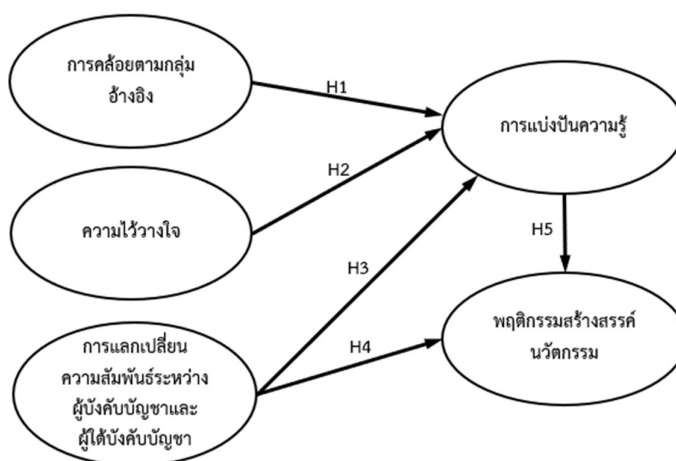 การคล้อยตามกลุ่ม
อ้างอิง
H1
การแบ่งปันความรู้
H2
ความไว้วางใจ
H5
H3
พฤติกรรมสร้างสรรค์
นวัตกรรม
การแลกเปลี่ยน
ความสัมพันธ์ระหว่าง
ผู้บังคับบัญชาและ
ผู้ใต้บังคับบัญชา
H4